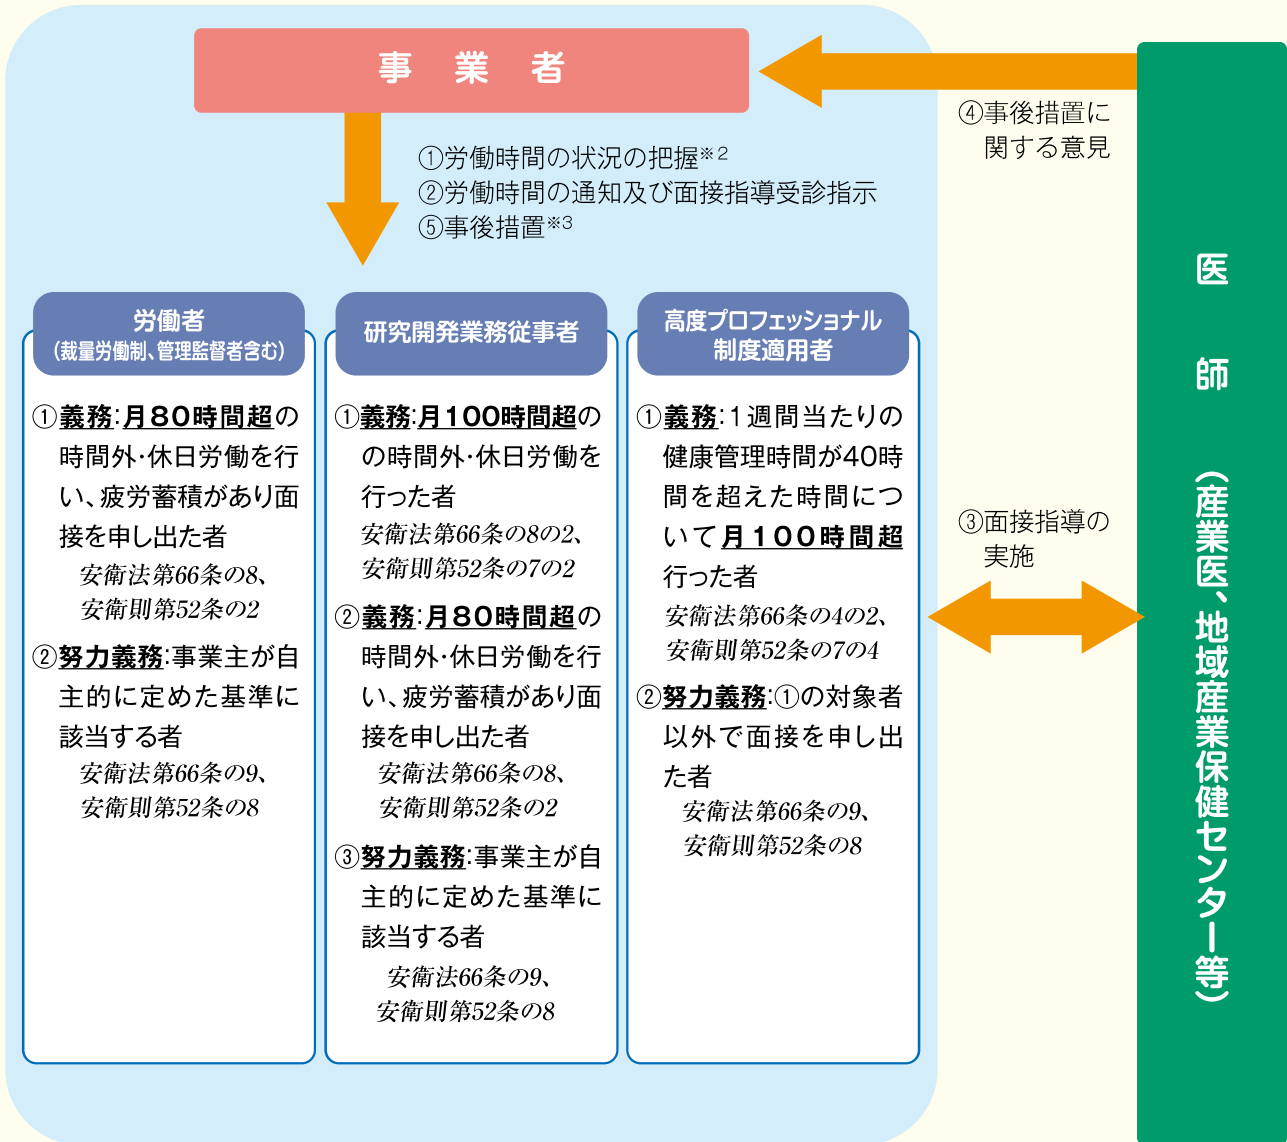 事業者
①労働時間の状況の把握※2
②労働時間の通知及び面接指導受診指示
⑤事後措置※3
④事後措置に
関する意見
労働者
(裁量労働制、管理監督者含む)
①義務:月80時間超の
時間外・休日労働を行
い、疲労蓄積があり面
接を申し出た者
安衛法第66条の8、
安衛則第52条の2
②努力義務:事業主が自
主的に定めた基準に
該当する者
安衛法第66条の9、
安衛則第52条の8
研究開発業務従事者
①義務:月100時間超の
の時間外・休日労働を
行った者
安衛法第66条の8の2、
安衛則第52条の7の2
②義務:月80時間超の
時間外・休日労働を行
い、疲労蓄積があり面
接を申し出た者
安衛法第66条の8、
安衛則第52条の2
③努力義務:事業主が自
主的に定めた基準に
該当する者
安衛法66条の9、
安衛則第52条の8
高度プロフェッショナル
制度適用者
①義務:1週間当たりの
健康管理時間が40時
間を超えた時間につ
いて月100時間超
行った者
安衛法第66条の4の2、
安衛則第52条の7の4
②努力義務:①の対象者
以外で面接を申し出
た者
安衛法第66条の9、
安衛則第52条の8
③面接指導の
実施
医師(産業医、地域産業保健センター等)